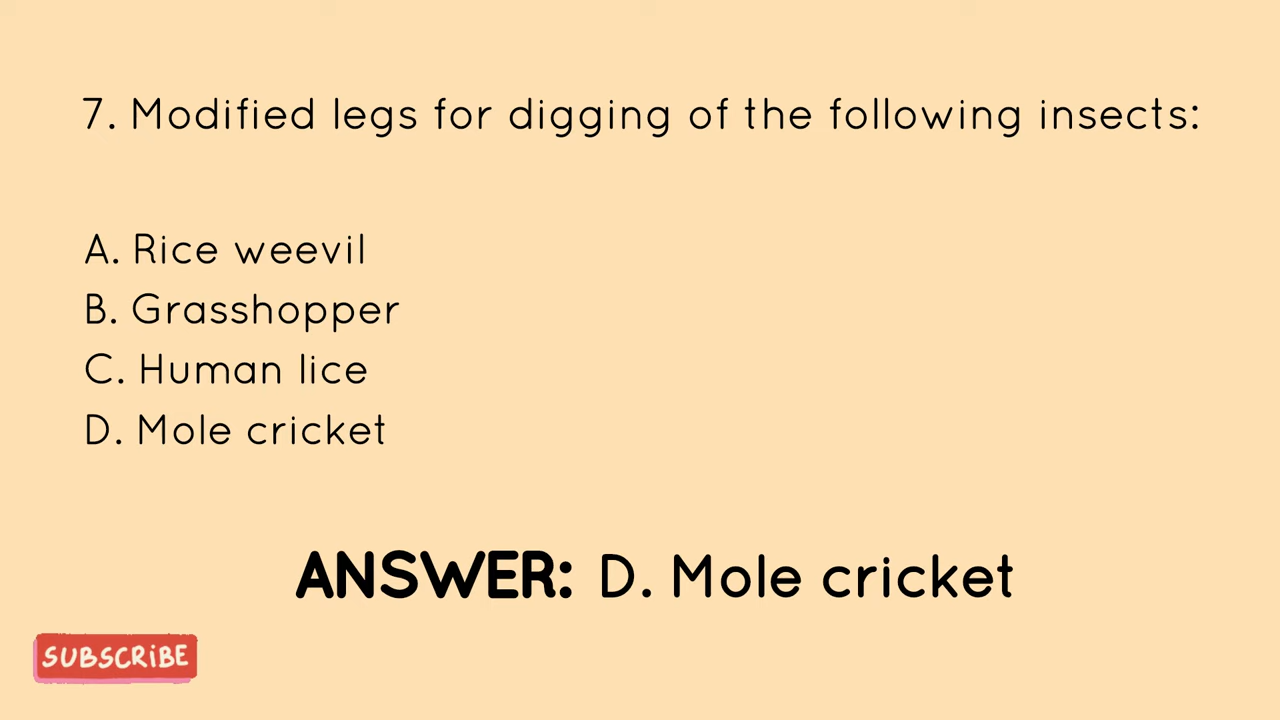 7. Modified legs for digging of the following insects:
A. Rice weevil
B. Grasshopper
C. Human lice
D. Mole cricket
ANSWER: D. Mole cricket
SUBSCRiBE